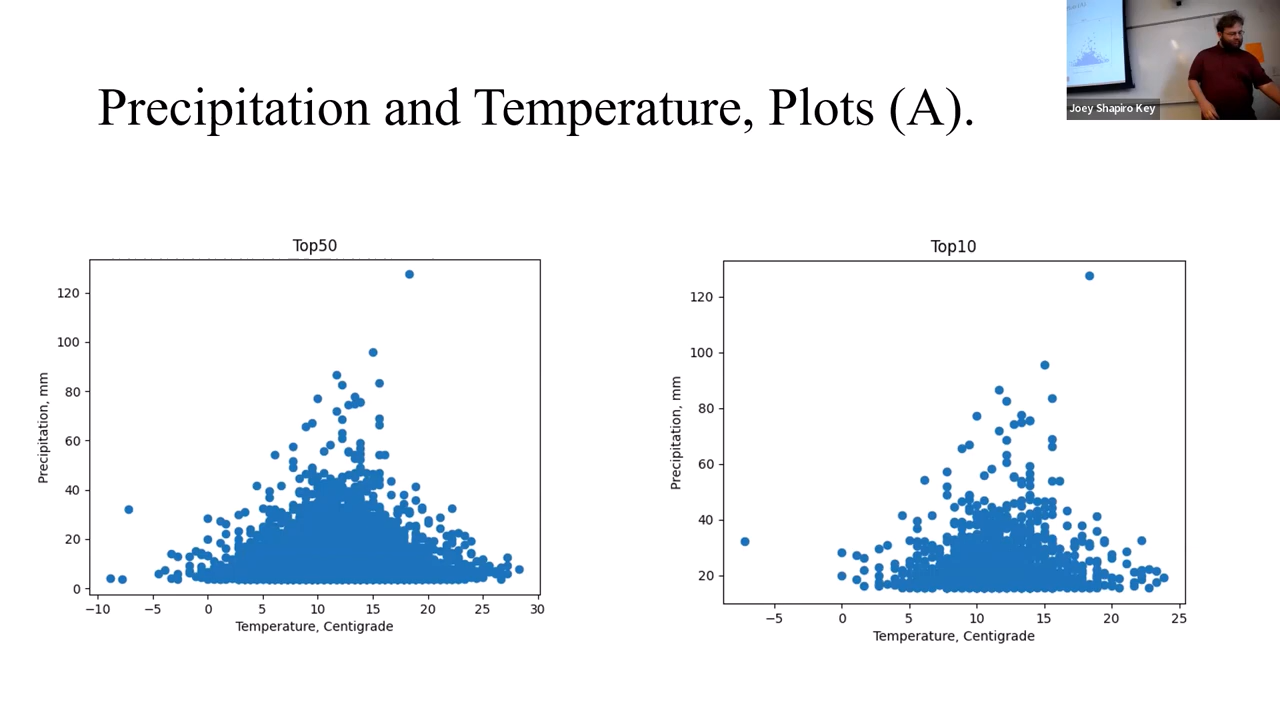 Precipitation and Temperature, Plots (A).
Joey Shapiro Key
Top50
120
100
80
60
40
20
0
Precipitation, mm
−10 −5 0 5 10 15 20 25 30
Temperature, Centigrade
Top10
120
100
80
60
40
20
Precipitation, mm
−5 0 5 10 15 20 25
Temperature, Centigrade